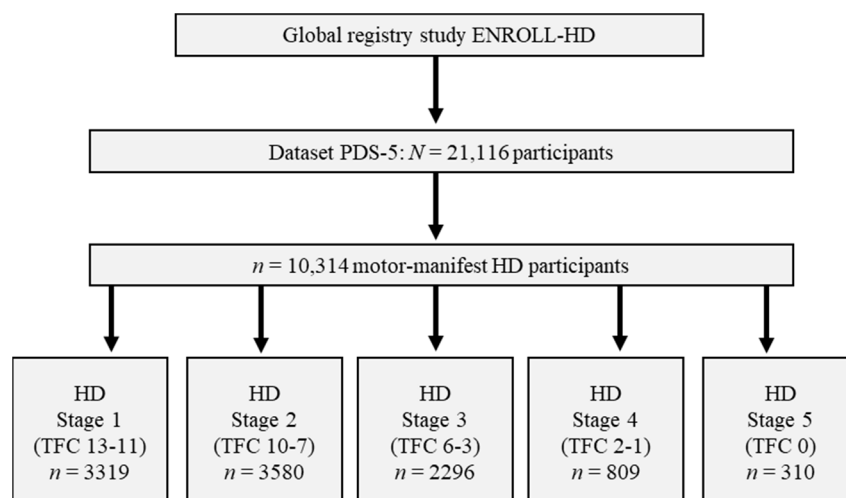 Global registry study ENROLL-HD
Dataset PDS-5: N = 21,116 participants
n = 10,314 motor-manifest HD participants
HD
Stage 1
(TFC 13-11)
n = 3319
HD
Stage 2
(TFC 10-7)
n = 3580
HD
Stage 3
(TFC 6-3)
n = 2296
HD
Stage 4
(TFC 2-1)
n = 809
HD
Stage 5
(TFC 0)
n = 310